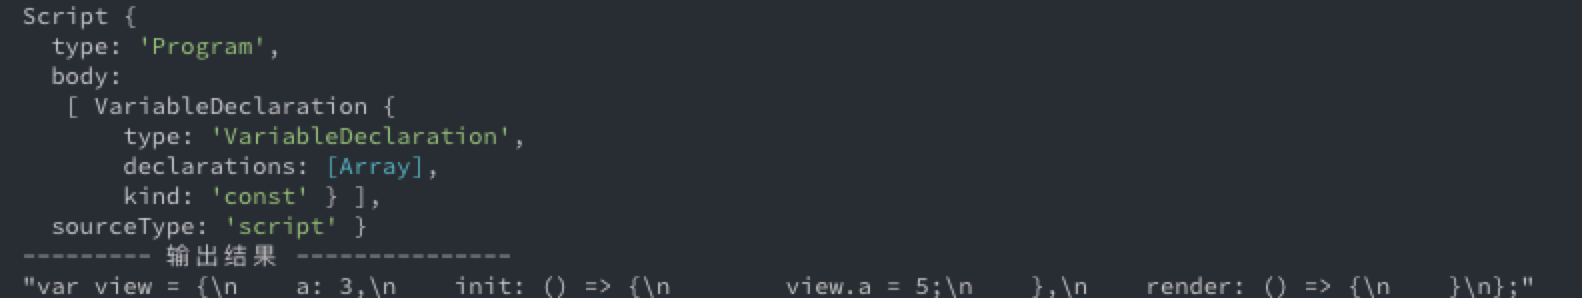 Script {
  type: 'Program',
  body:
   [ VariableDeclaration {
       type: 'VariableDeclaration',
       declarations: [Array],
       kind: 'const' } ],
  sourceType: 'script' }
--------- 输出结果 ---------------
"var view = {\n    a: 3,\n    init: () => {\n        view.a = 5;\n    },\n    render: () => {\n    }\n};"